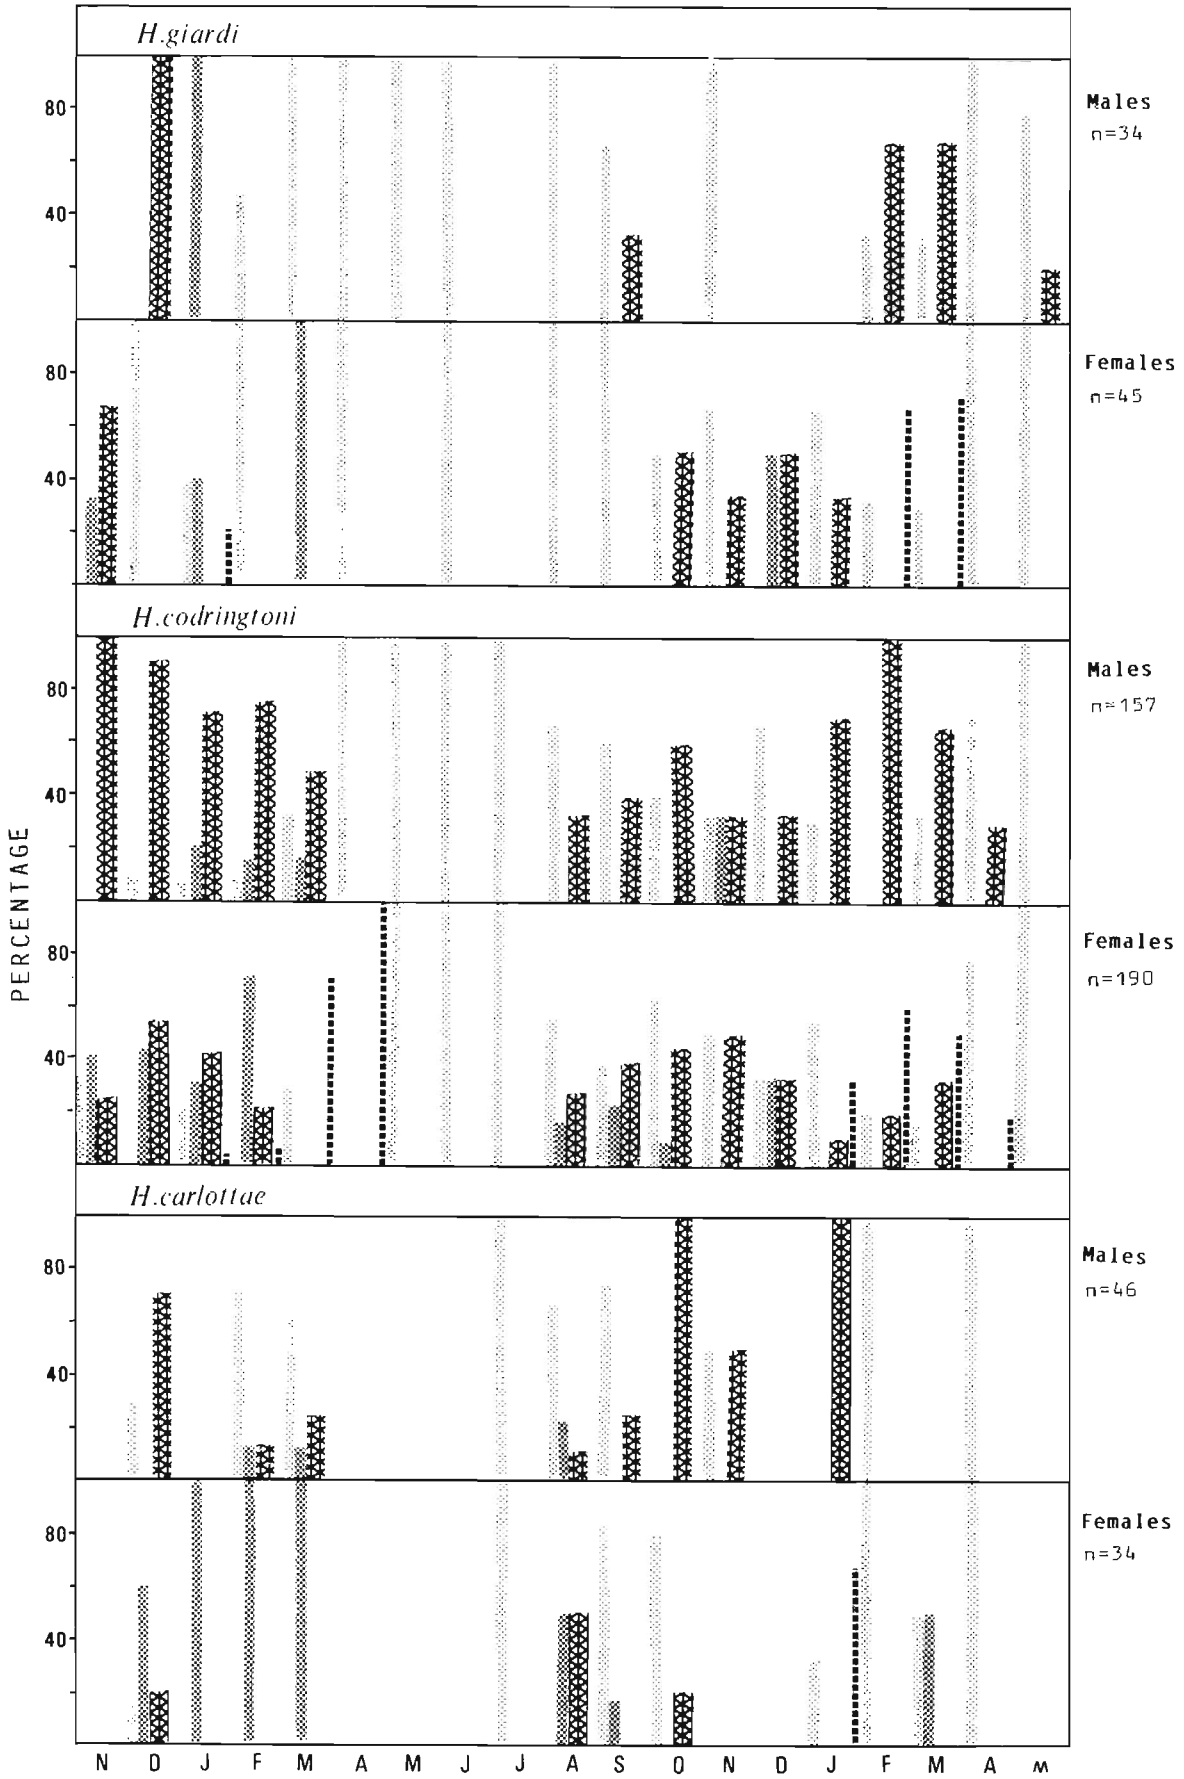 H.giardi
80
40
Males
n=34
80
40
Females
n=45
H.codringtoni
80
40
Males
n=157
PERCENTAGE
80
40
Females
n=190
H.carlottae
80
40
Males
n=46
80
40
Females
n=34
N D J F M A M J J A S O N D J F M A M